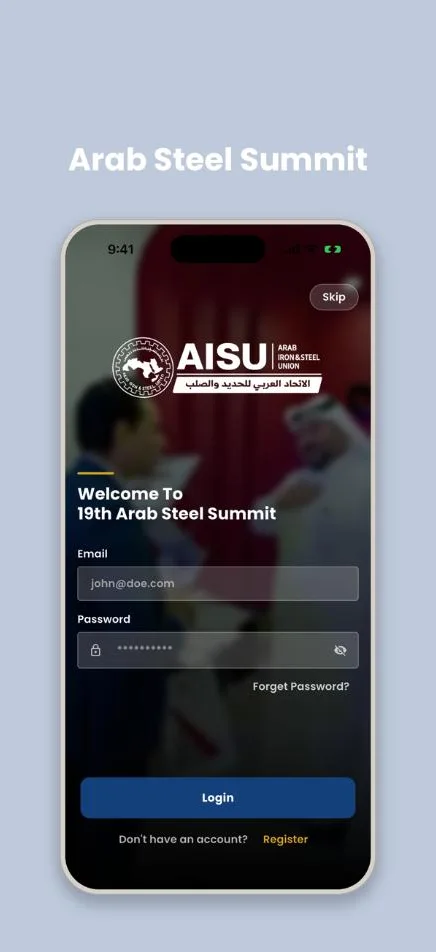 Arab Steel Summit
9:41
Skip
AISU
ARAB
IRON&STEEL
UNION
الاتحاد العربي للحديد والصلب
Welcome To
19th Arab Steel Summit
Email
john@doe.com
Password
**********
Forget Password?
Login
Don't have an account? Register